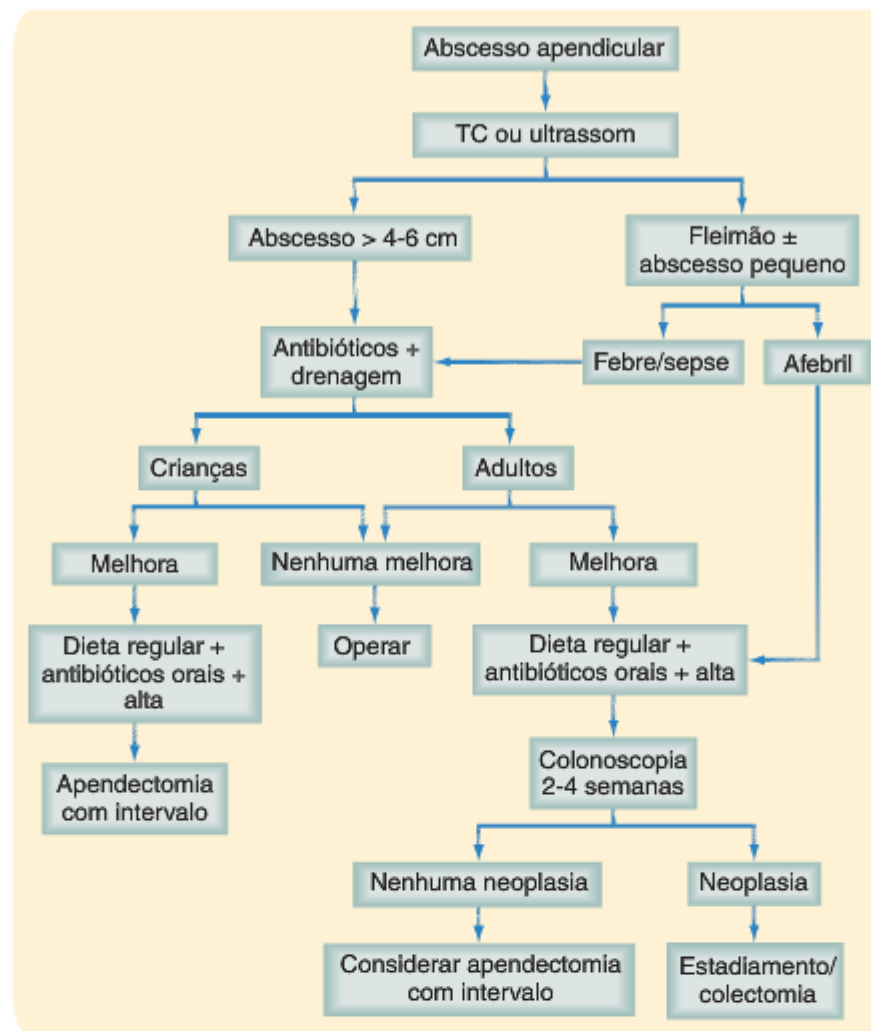 Abscesso apendicular
TC ou ultrassom
Abscesso > 4-6 cm
Fleimão ±
abscesso pequeno
Antibióticos +
drenagem
Febre/sepse
Afebril
Crianças
Adultos
Melhora
Nenhuma melhora
Melhora
Dieta regular +
antibióticos orais +
alta
Operar
Dieta regular +
antibióticos orais + alta
Apendectomia
com intervalo
Colonoscopia
2-4 semanas
Nenhuma neoplasia
Neoplasia
Considerar apendectomia
com intervalo
Estadiamento/
colectomia